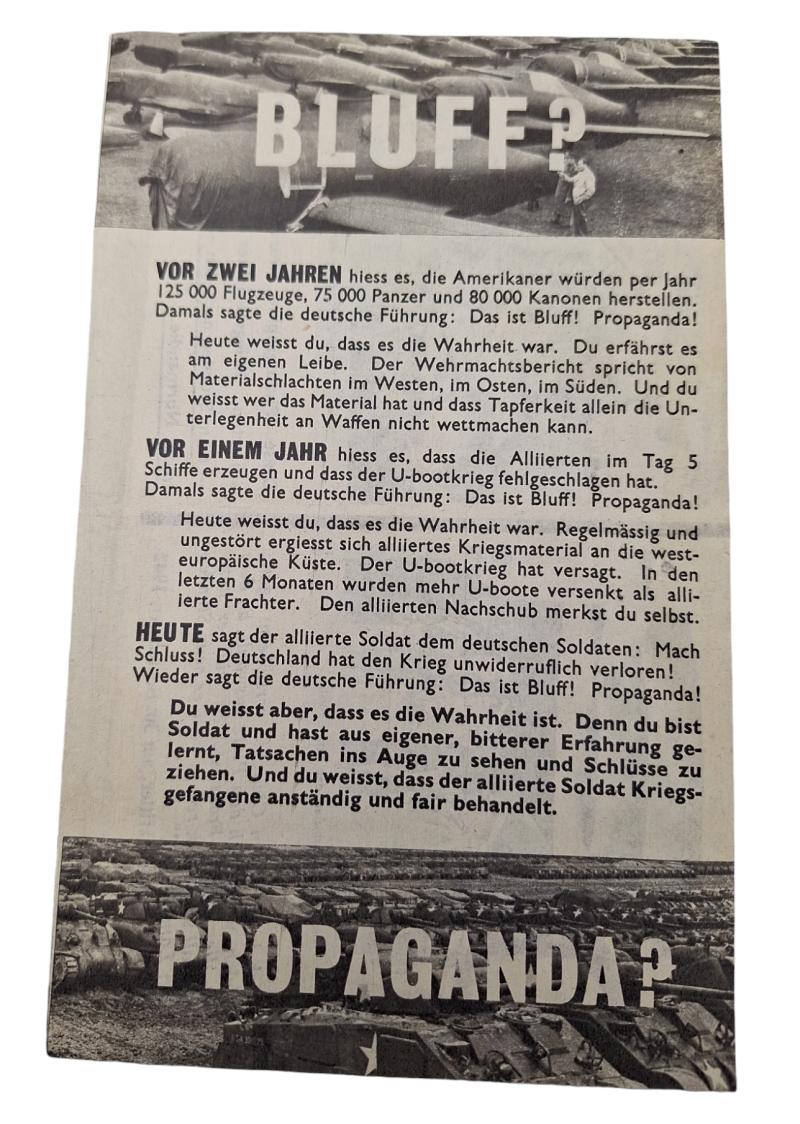 BLUFF?
VOR ZWEI JAHREN hiess es, die Amerikaner würden per Jahr
125 000 Flugzeuge, 75 000 Panzer und 80 000 Kanonen herstellen.
Damals sagte die deutsche Führung: Das ist Bluff! Propaganda!
Heute weisst du, dass es die Wahrheit war. Du erfährst es
am eigenen Leibe. Der Wehrmachtsbericht spricht von
Materialschlachten im Westen, im Osten, im Süden. Und du
weisst wer das Material hat und dass Tapferkeit allein die Un-
terlegenheit an Waffen nicht wettmachen kann.
VOR EINEM JAHR hiess es, dass die Alliierten im Tag 5
Schiffe erzeugen und dass der U-bootkrieg fehlgeschlagen hat.
Damals sagte die deutsche Führung: Das ist Bluff! Propaganda!
Heute weisst du, dass es die Wahrheit war. Regelmässig und
ungestört ergiesst sich alliiertes Kriegsmaterial an die west-
europäische Küste. Der U-bootkrieg hat versagt. In den
letzten 6 Monaten wurden mehr U-boote versenkt als alli-
ierte Frachter. Den alliierten Nachschub merkst du selbst.
HEUTE sagt der alliierte Soldat dem deutschen Soldaten: Mach
Schluss! Deutschland hat den Krieg unwiderruflich verloren!
Wieder sagt die deutsche Führung: Das ist Bluff! Propaganda!
Du weisst aber, dass es die Wahrheit ist. Denn du bist
Soldat und hast aus eigener, bitterer Erfahrung ge-
lernt, Tatsachen ins Auge zu sehen und Schlüsse zu
ziehen. Und du weisst, dass der alliierte Soldat Kriegs-
gefangene anständig und fair behandelt.
PROPAGANDA?